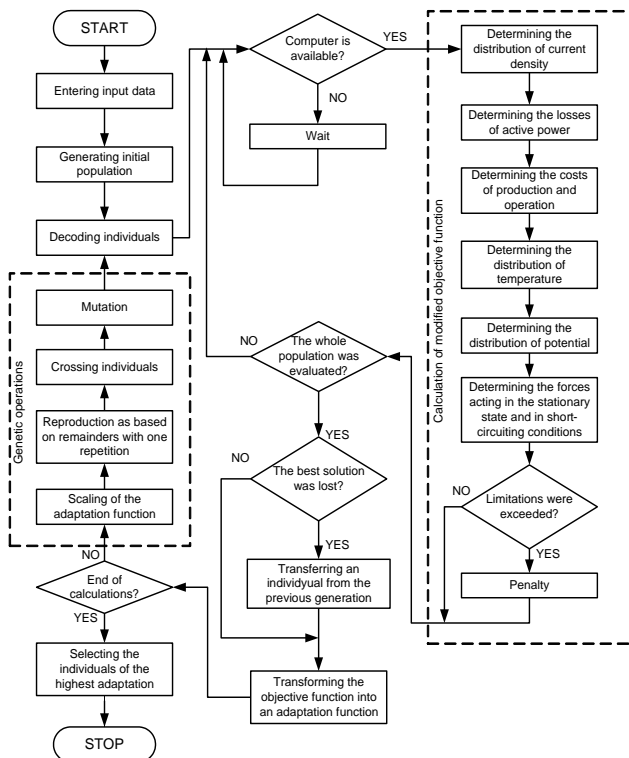 START
Entering input data
Generating initial
population
Decoding individuals
Mutation
Crossing individuals
Reproduction as based
on remainders with one
repetition
Scaling of the
adaptation function
Genetic operations
NO
End of
calculations?
YES
Selecting the
individuals of the
highest adaptation
STOP
Computer is
available?
YES
NO
Wait
NO
The whole
population was
evaluated?
YES
NO
The best solution
was lost?
YES
Transferring an
individyual from the
previous generation
Transforming the
objective function into
an adaptation function
Calculation of modified objective function
Determining the
distribution of current
density
Determining the losses
of active power
Determining the costs
of production and
operation
Determining the
distribution of
temperature
Determining the
distribution of potential
Determining the forces
acting in the stationary
state and in short-
circuiting conditions
NO
Limitations were
exceeded?
YES
Penalty